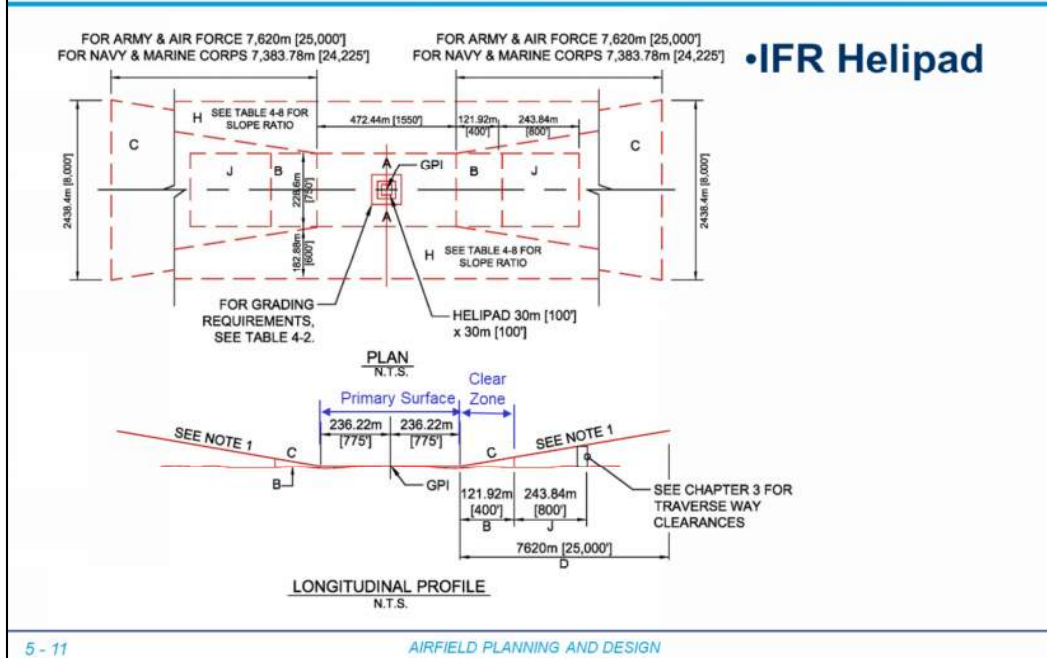 FOR ARMY & AIR FORCE 7,620m [25,000']
FOR NAVY & MARINE CORPS 7,383.78m [24,225']
FOR ARMY & AIR FORCE 7,620m [25,000']
FOR NAVY & MARINE CORPS 7,383.78m [24,225']
•IFR Helipad
H SEE TABLE 4-8 FOR
SLOPE RATIO
472.44m [1550']
121.92m
[400']
243.84m
[800']
C
C
2438.4m [8,000']
2438.4m [8,000']
J
B
A
GPI
B
J
228.6m
[750']
A
182.88m
[600']
H SEE TABLE 4-8 FOR
SLOPE RATIO
FOR GRADING
REQUIREMENTS,
SEE TABLE 4-2.
HELIPAD 30m [100']
x 30m [100']
PLAN
N.T.S.
Primary Surface
Clear
Zone
236.22m
[775']
236.22m
[775']
SEE NOTE 1
C
C
SEE NOTE 1
B
GPI
121.92m
[400']
B
243.84m
[800']
J
SEE CHAPTER 3 FOR
TRAVERSE WAY
CLEARANCES
7620m [25,000']
D
LONGITUDINAL PROFILE
N.T.S.
5 - 11
AIRFIELD PLANNING AND DESIGN